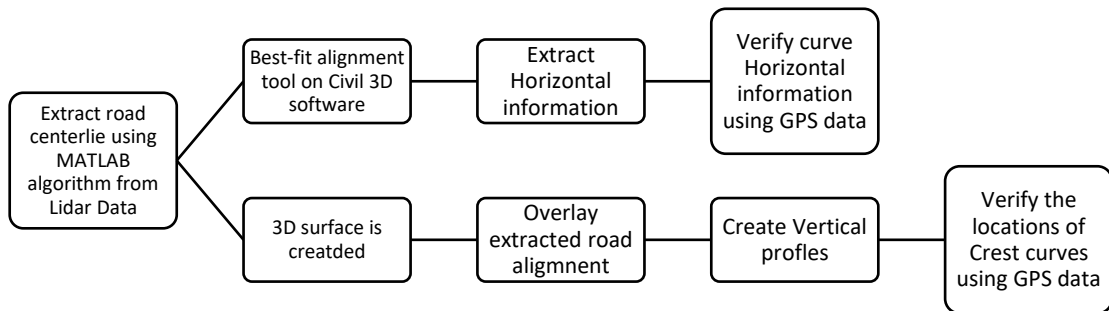 Extract road
centerlie using
MATLAB
algorithm from
Lidar Data
Best-fit alignment
tool on Civil 3D
software
Extract
Horizontal
information
Verify curve
Horizontal
information
using GPS data
3D surface is
creatded
Overlay
extracted road
aligmnent
Create Vertical
profles
Verify the
locations of
Crest curves
using GPS data